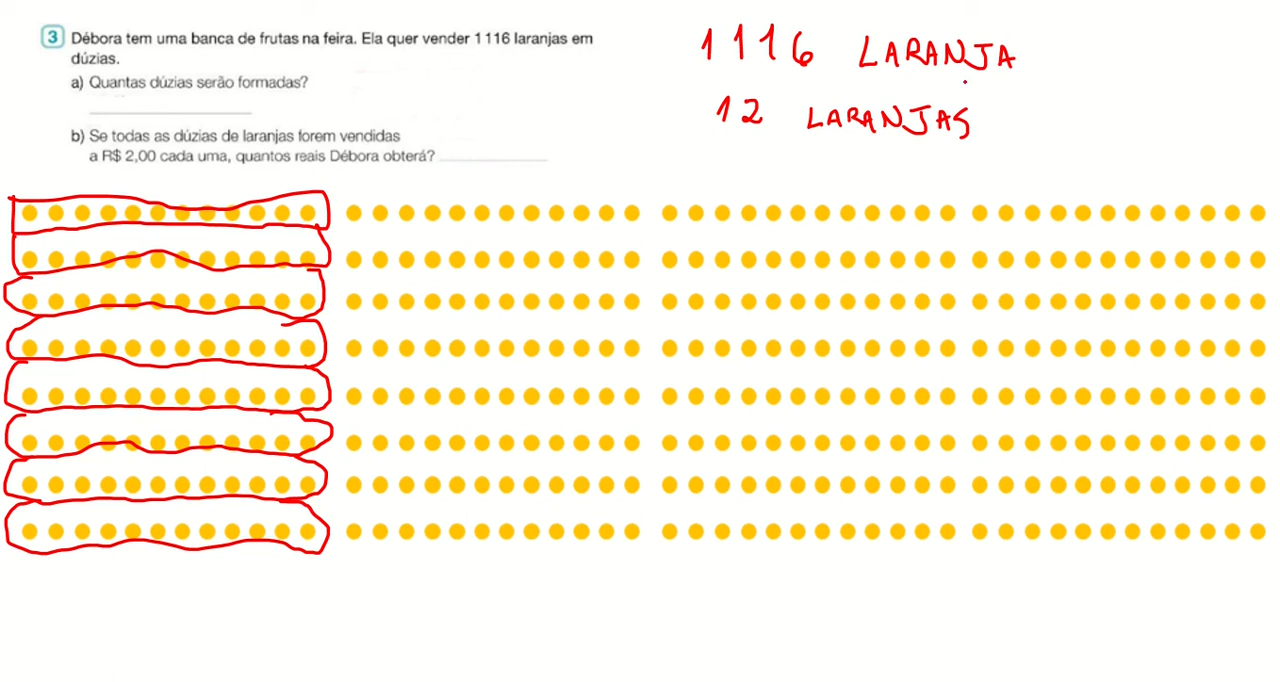 3 Débora tem uma banca de frutas na feira. Ela quer vender 1 116 laranjas em
dúzias.
a) Quantas dúzias serão formadas?
b) Se todas as dúzias de laranjas forem vendidas
a R$ 2,00 cada uma, quantos reais Débora obterá?
1116 LARANJA
12 LARANJAS